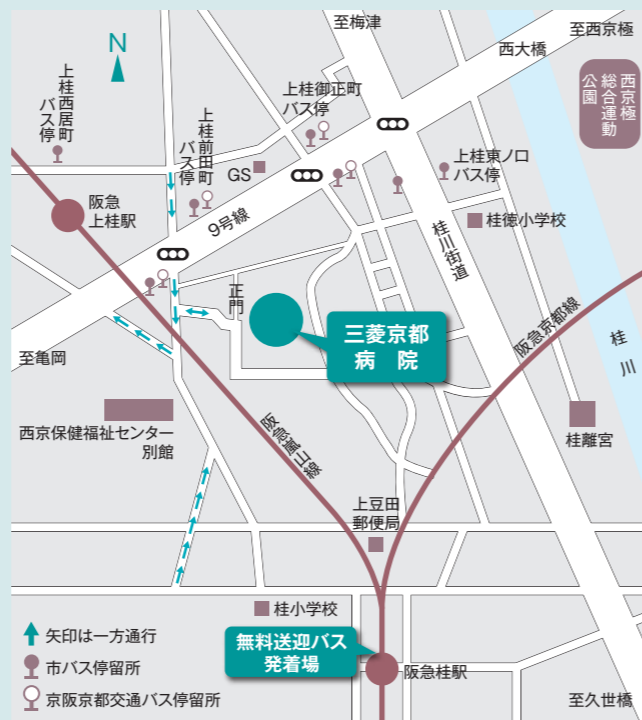 至梅津
至西京極
西大橋
N
上桂西居町
バス停
上桂前田町
バス停
上桂御正町
バス停
西京極
総合運動
公園
GS
上桂東ノ口
バス停
阪急
上桂駅
9号線
桂川街道
桂徳小学校
正門
三菱京都
病院
阪急京都線
桂川
至亀岡
西京保健福祉センター
別館
阪急嵐山線
桂離宮
上豆田
郵便局
桂小学校
矢印は一方通行
無料送迎バス
発着場
市バス停留所
阪急桂駅
京阪京都交通バス停留所
至久世橋